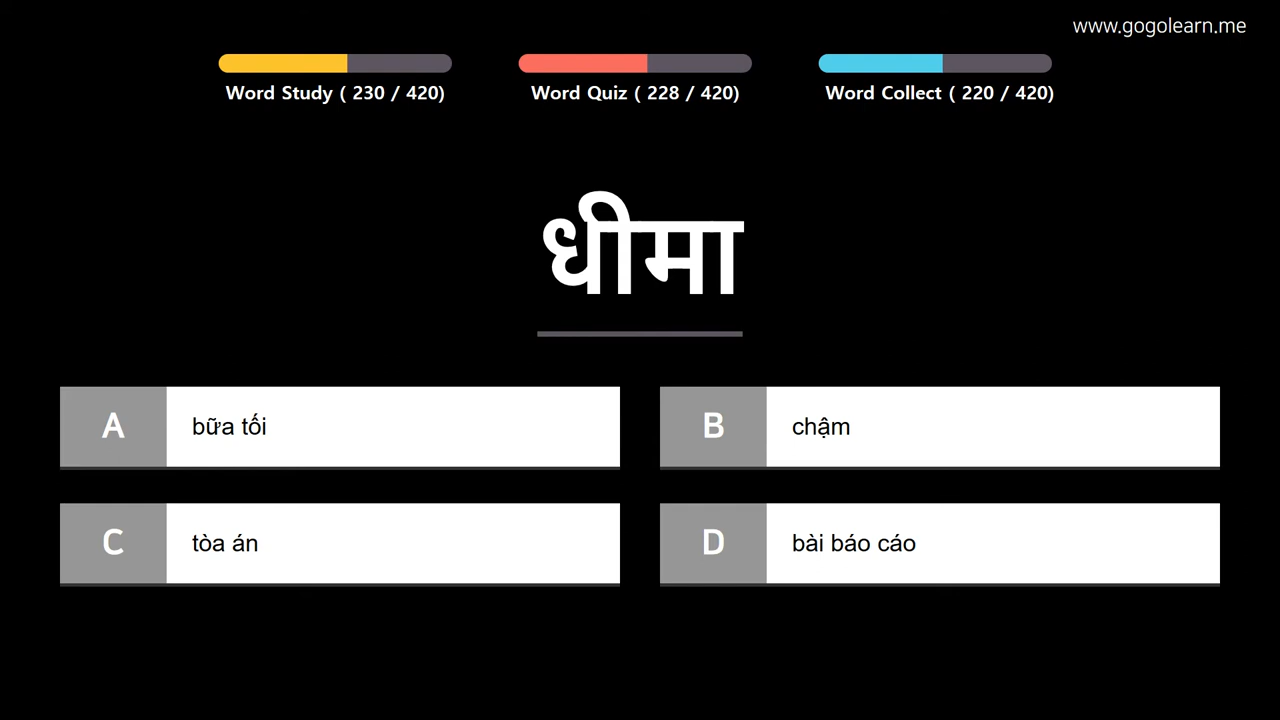 www.gogolearn.me
Word Study ( 230 / 420)
Word Quiz ( 228 / 420)
Word Collect ( 220 / 420)
धीमा
A bữa tối
B chậm
C tòa án
D bài báo cáo